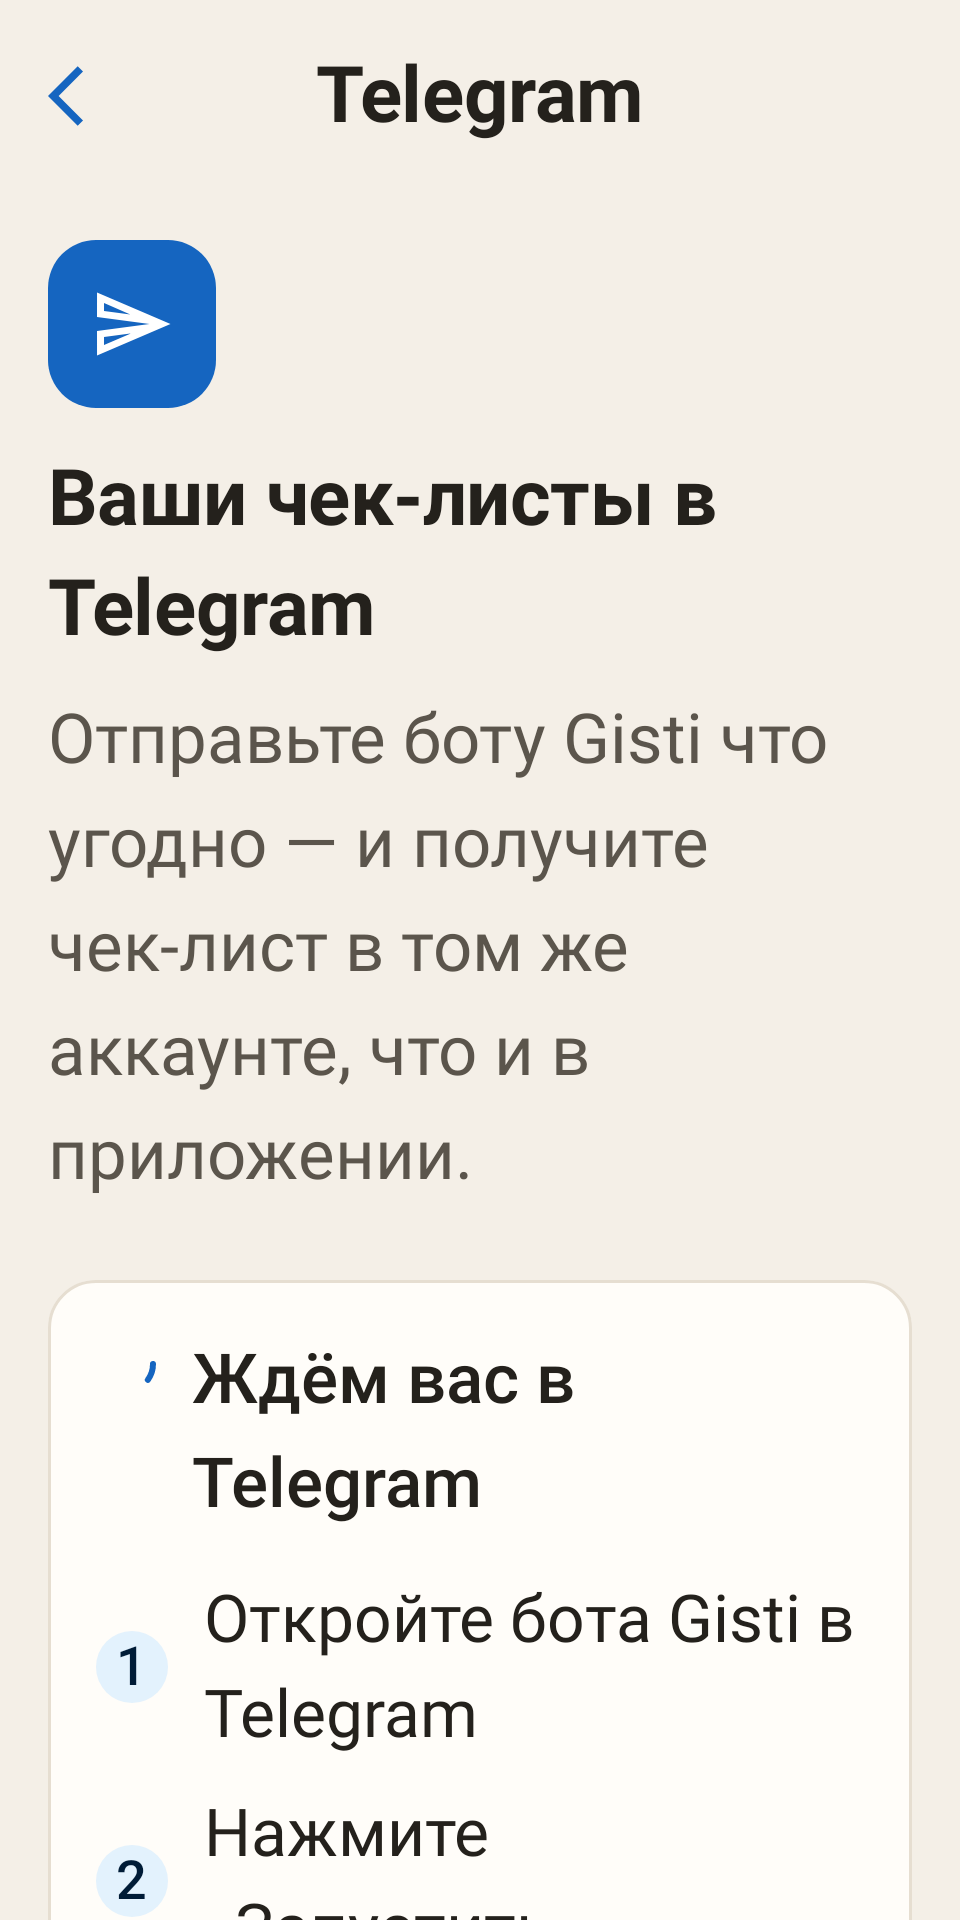 Telegram
Ваши чек-листы в
Telegram
Отправьте боту Gisti что
угодно — и получите
чек-лист в том же
аккаунте, что и в
приложении.
Ждём вас в
Telegram
1
Откройте бота Gisti в
Telegram
2
Нажмите